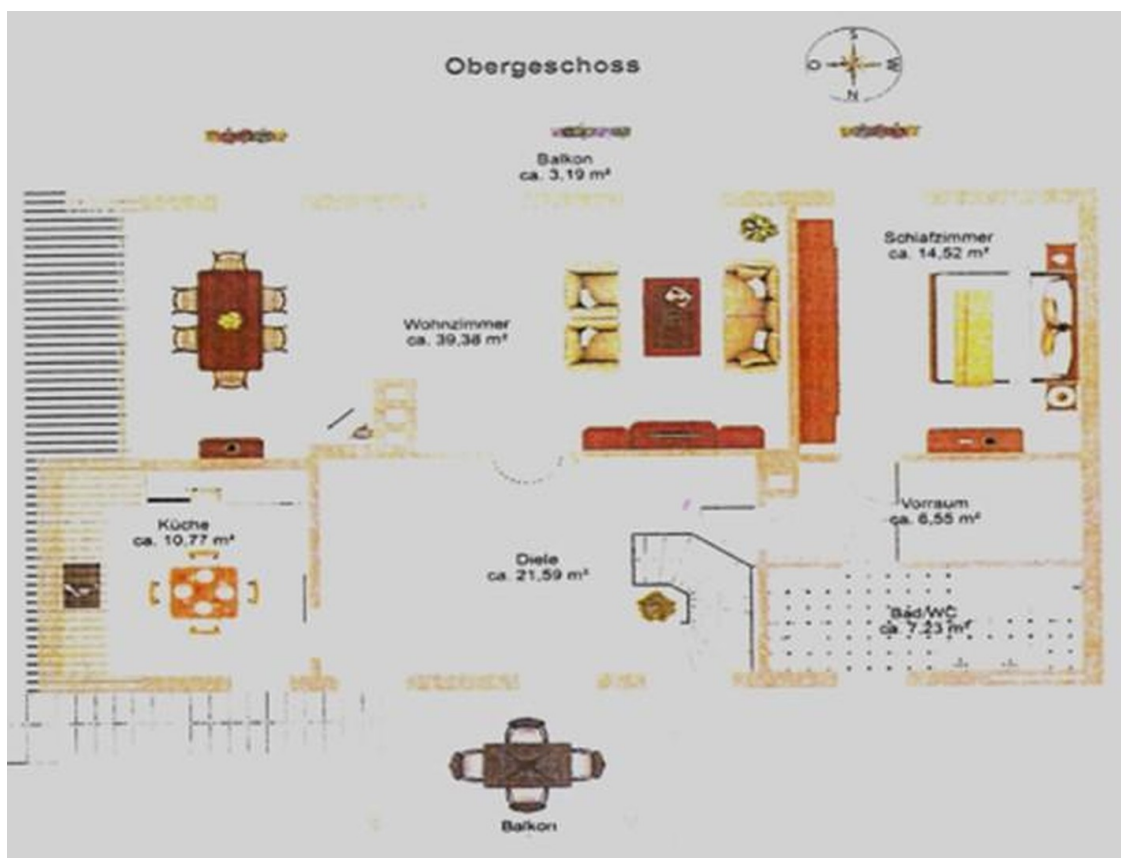 Obergeschoss
S
O
W
N
Balkon
ca. 3,19 m²
Schlafzimmer
ca. 14,52 m²
Wohnzimmer
ca. 39,38 m²
Küche
ca. 10,77 m²
Vorraum
ca. 6,55 m²
Diele
ca. 21,59 m²
Bad/WC
ca. 7,23 m²
Balkon